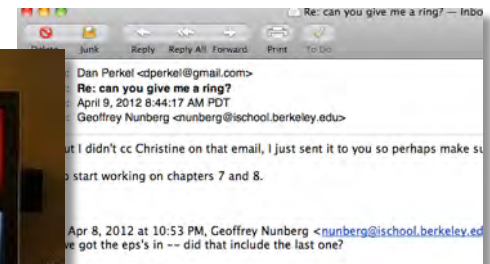 Re: can you give me a ring? — Inbo
Delete Junk Reply Reply All Forward Print To Do
Dan Perkel <dperkel@gmail.com>
Re: can you give me a ring?
April 9, 2012 8:44:17 AM PDT
Geoffrey Nunberg <nunberg@ischool.berkeley.edu>
I didn't cc Christine on that email, I just sent it to you so perhaps make
start working on chapters 7 and 8.
Apr 8, 2012 at 10:53 PM, Geoffrey Nunberg <nunberg@ischool.berkeley.ed
got the eps's in -- did that include the last one?